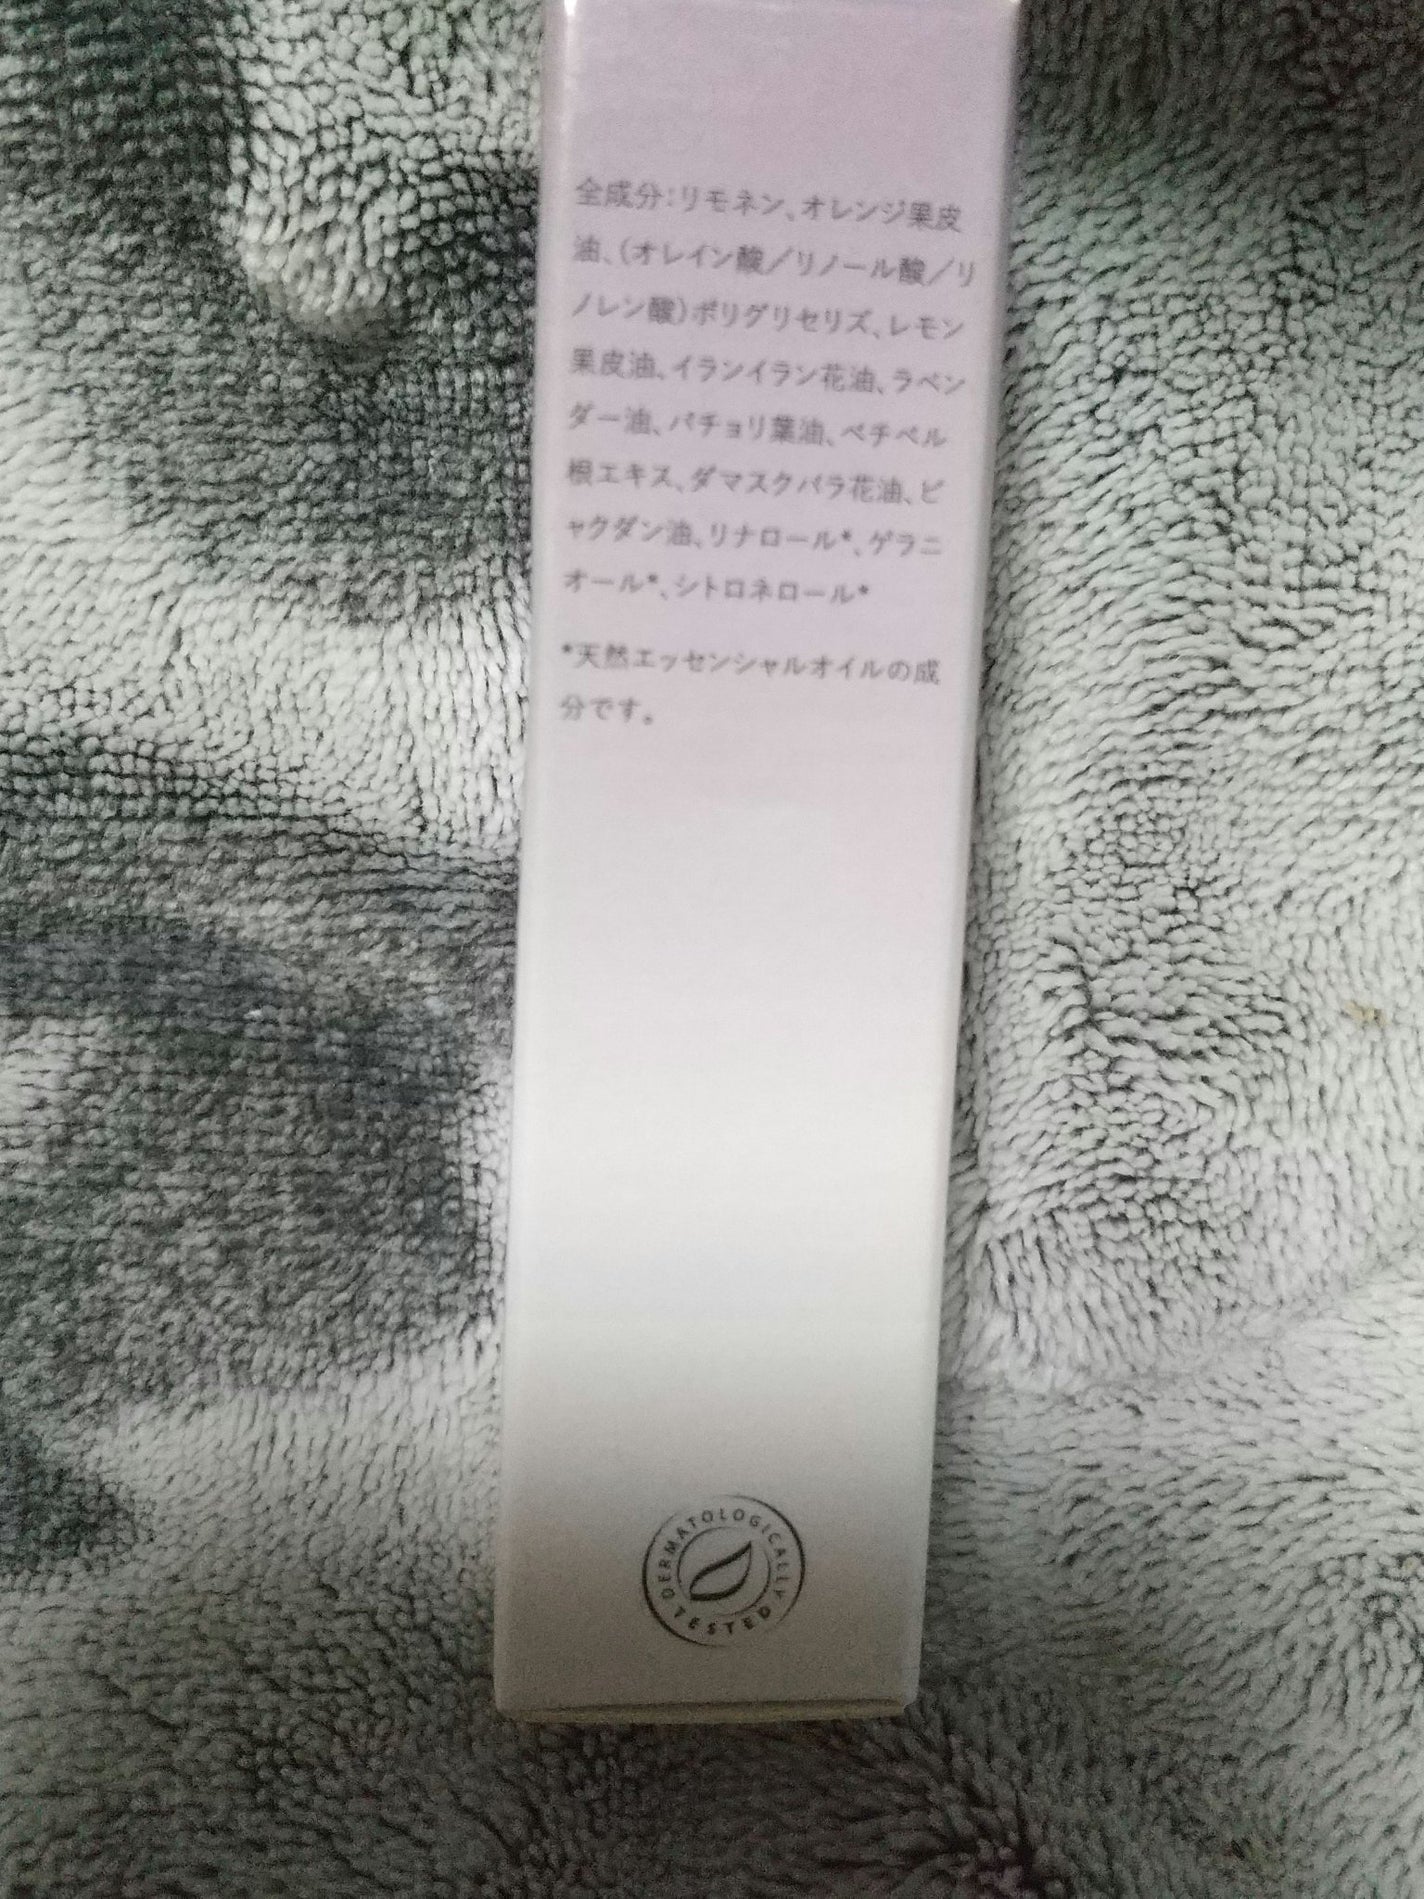 全成分:リモネン、オレンジ果皮
油、(オレイン酸/リノール酸/リ
ノレン酸)ポリグリセリズ、レモン
果皮油、イランイラン花油、ラベン
ダー油、パチョリ葉油、ベチベル
根エキス、ダマスクバラ花油、ビ
ャクダン油、リナロール*、ゲラニ
オール*、シトロネロール*
*天然エッセンシャルオイルの成
分です。
DERMATOLOGICALLY
TESTED